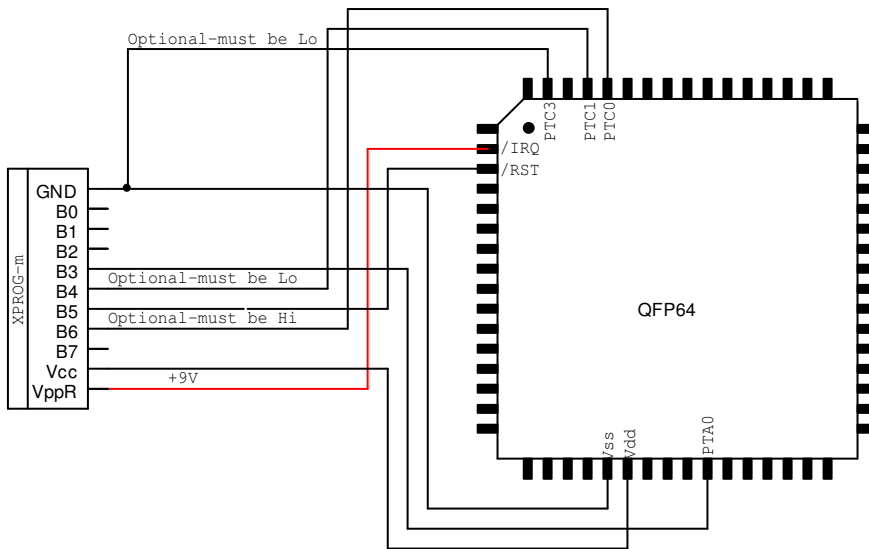 Optional-must be Lo
PTC3
PTC1
PTC0
/IRQ
/RST
XPROG-m
GND
B0
B1
B2
B3
B4
B5
B6
B7
Vcc
VppR
Optional-must be Lo
Optional-must be Hi
+9V
QFP64
Vss
Vdd
PTA0